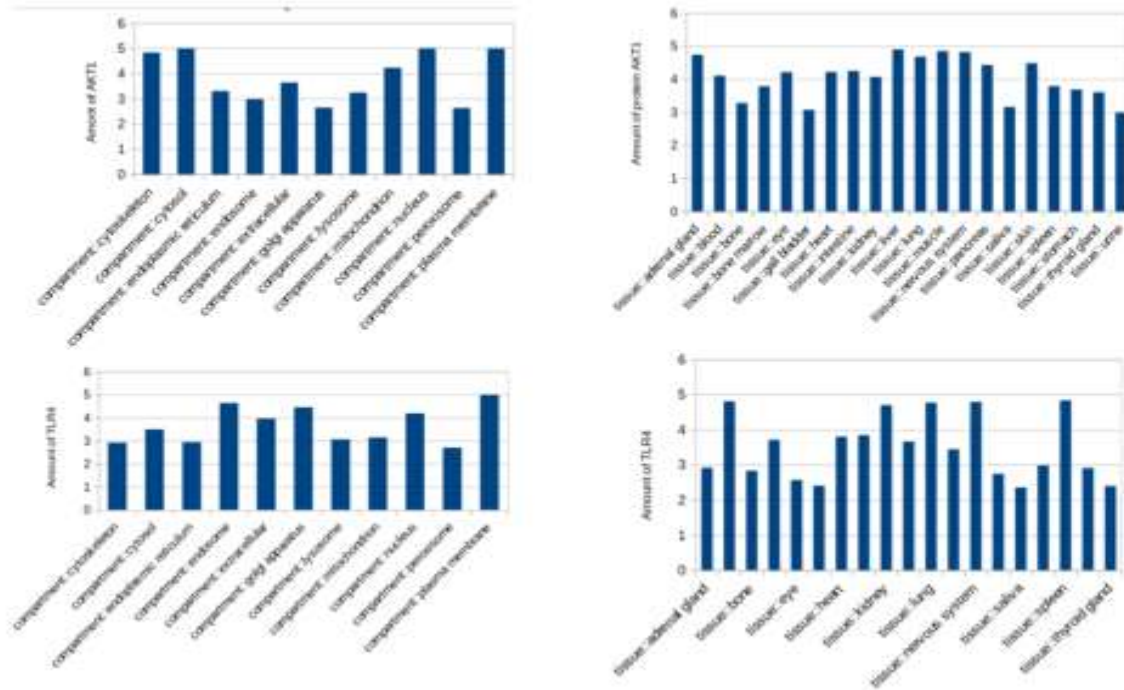 Amont of AKT1
6
5
4
3
2
1
0
compartment: cytoskeleton
compartment: cytosol
compartment: endoplasmic reticulum
compartment: endosome
compartment: extracellular
compartment: golgi apparatus
compartment: lysosome
compartment: mitochondrion
compartment: nucleus
compartment: peroxisome
compartment: plasma membrane
Amount of protein AKT1
6
5
4
3
2
1
0
tissue: adrenal gland
tissue: blood
tissue: bone
tissue: bone marrow
tissue: eye
tissue: gall bladder
tissue: heart
tissue: intestine
tissue: kidney
tissue: liver
tissue: lung
tissue: muscle
tissue: nervous system
tissue: pancreas
tissue: saliva
tissue: skin
tissue: spleen
tissue: stomach
tissue: thyroid gland
tissue: urine
Amount of TLR4
6
5
4
3
2
1
0
compartment: cytoskeleton
compartment: cytosol
compartment: endoplasmic reticulum
compartment: endosome
compartment: extracellular
compartment: golgi apparatus
compartment: lysosome
compartment: mitochondrion
compartment: nucleus
compartment: peroxisome
compartment: plasma membrane
Amount of TLR4
6
5
4
3
2
1
0
tissue: adrenal gland
tissue: bone
tissue: eye
tissue: heart
tissue: kidney
tissue: lung
tissue: nervous system
tissue: saliva
tissue: spleen
tissue: thyroid gland